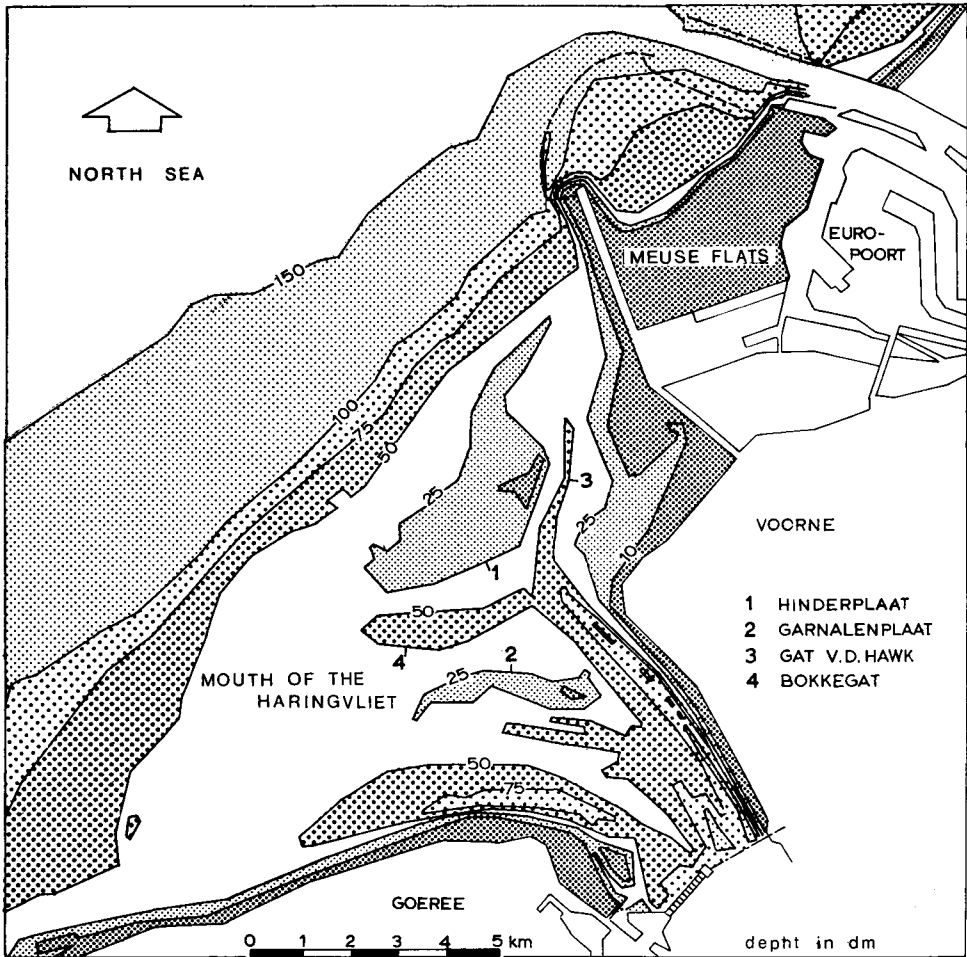 NORTH SEA
EURO-
POORT
MEUSE FLATS
150
100
75
50
25
3
25
VOORNE
10
1
1 HINDERPLAAT
2 GARNALENPLAAT
3 GAT V.D. HAWK
4 BOKKEGAT
50
4
2
25
MOUTH OF THE
HARINGVLIET
50
75
GOEREE
0 1 2 3 4 5 km
depht in dm